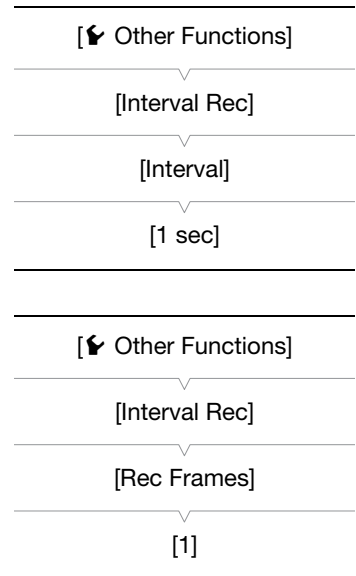 [ Other Functions]
[Interval Rec]
[Interval]
[1 sec]
[ Other Functions]
[Interval Rec]
[Rec Frames]
[1]